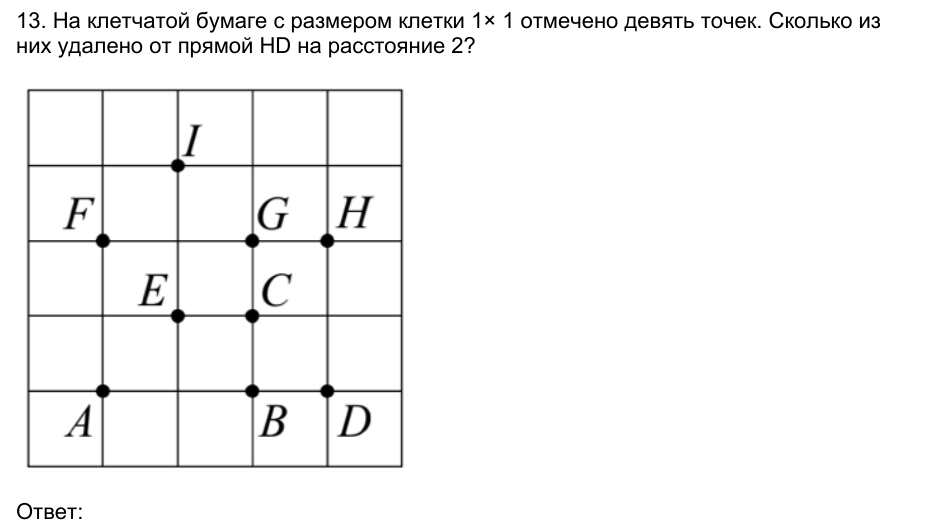 13. На клетчатой бумаге с размером клетки 1× 1 отмечено девять точек. Сколько из
них удалено от прямой HD на расстояние 2?
I
F G H
E C
A B D
Ответ: